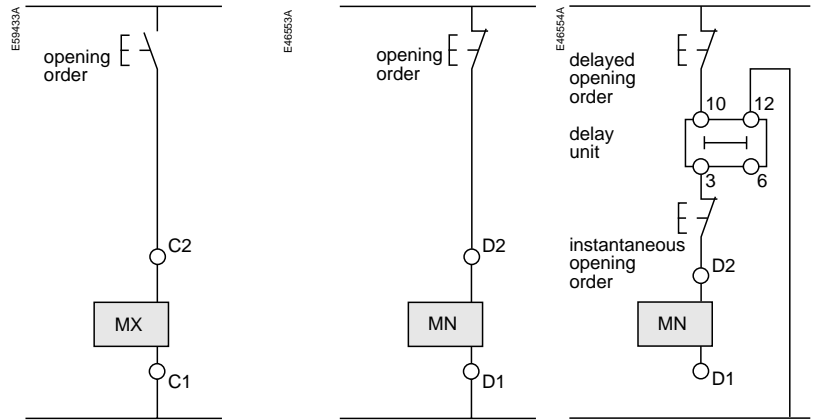 E59433A
opening
order
C2
MX
C1
E46553A
opening
order
D2
MN
D1
E46554A
delayed
opening
order
10
12
delay
unit
3
6
instantaneous
opening
order
D2
MN
D1